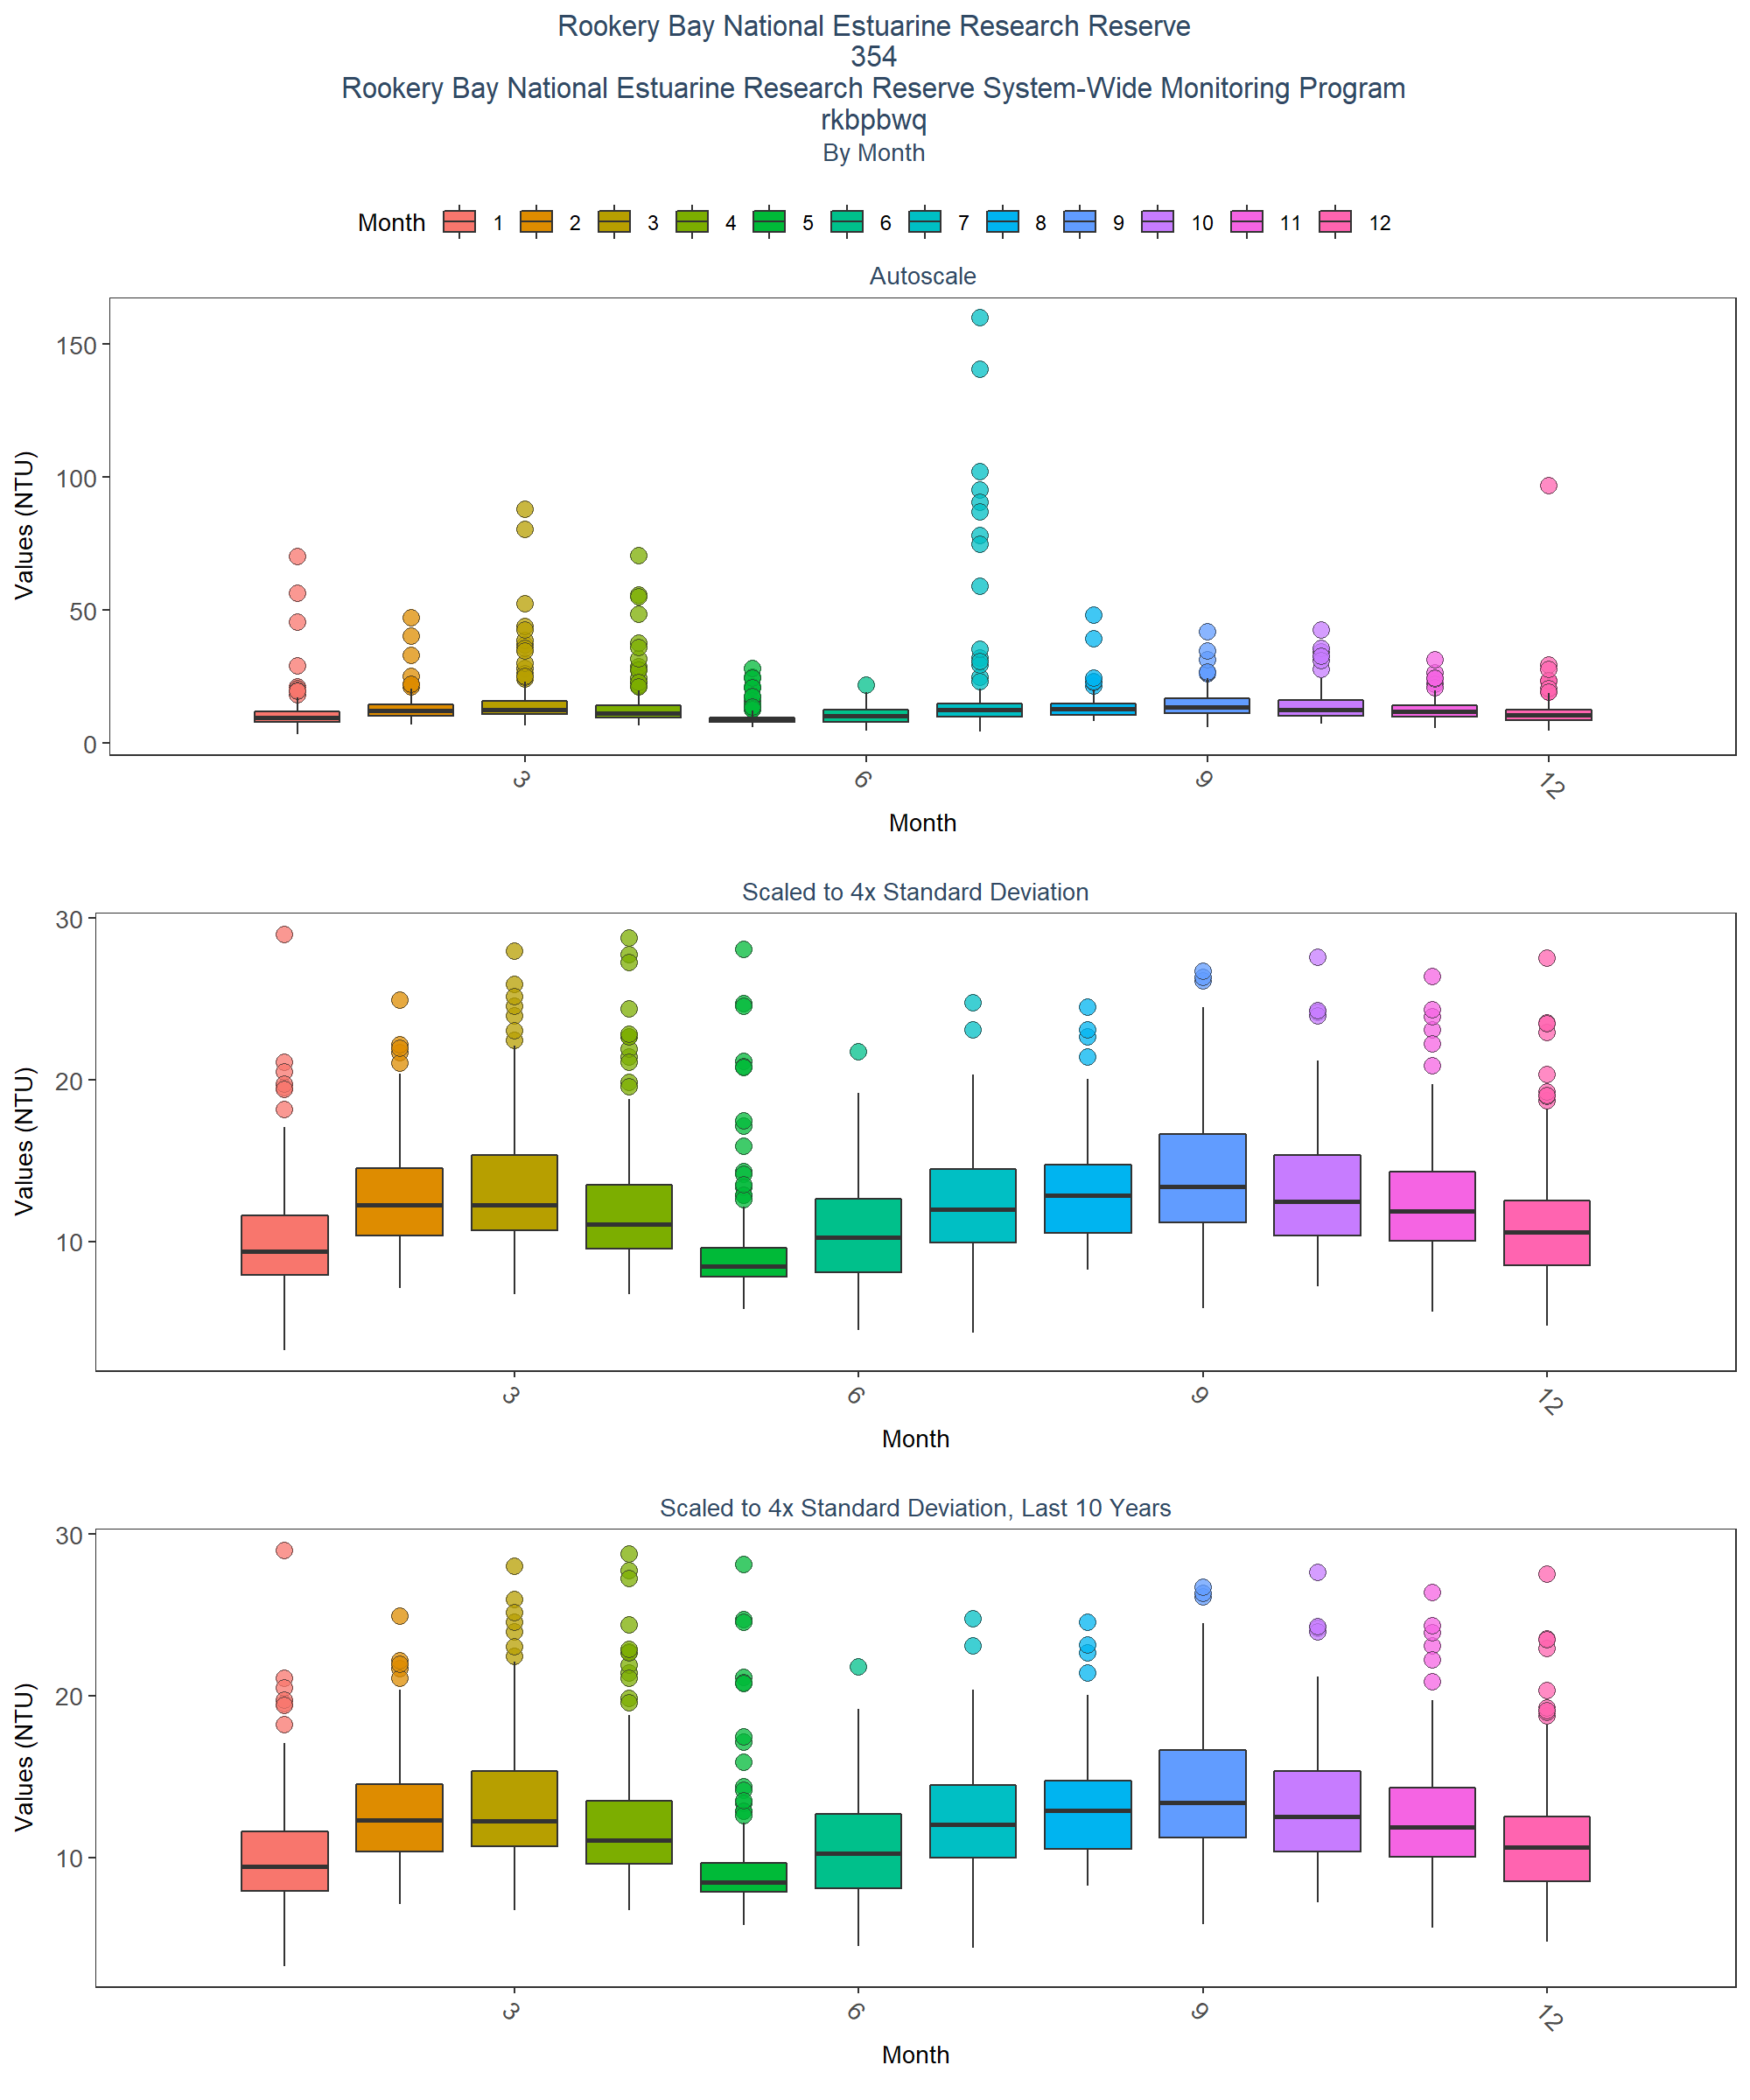 Rookery Bay National Estuarine Research Reserve
354
Rookery Bay National Estuarine Research Reserve System-Wide Monitoring Program
rkbpbwq
By Month
Month 1 2 3 4 5 6 7 8 9 10 11 12
Autoscale
Values (NTU)
150
100
50
0
3 6 9 12
Month
Scaled to 4x Standard Deviation
Values (NTU)
30
20
10
3 6 9 12
Month
Scaled to 4x Standard Deviation, Last 10 Years
Values (NTU)
30
20
10
3 6 9 12
Month